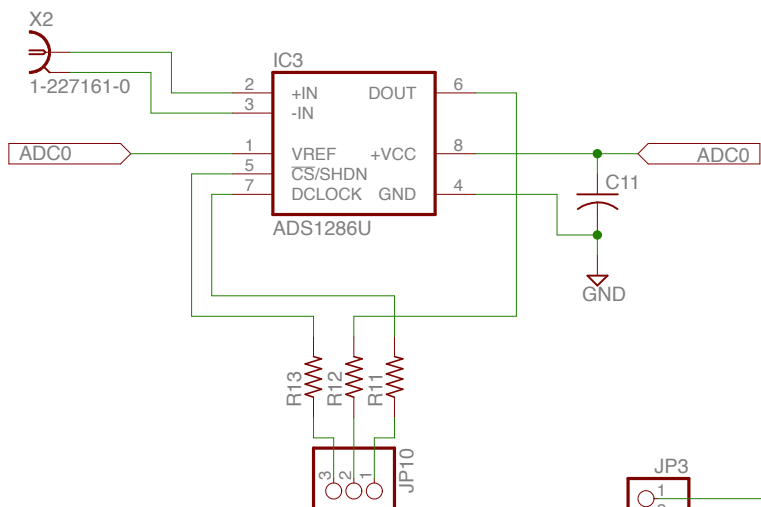 X2
1-227161-0
IC3
2 +IN DOUT 6
3 -IN
ADC0 1 VREF +VCC 8 ADC0
5 CS/SHDN
7 DCLOCK GND 4
C11
ADS1286U
GND
R13 R12 R11
3 2 1
JP10
JP3
1